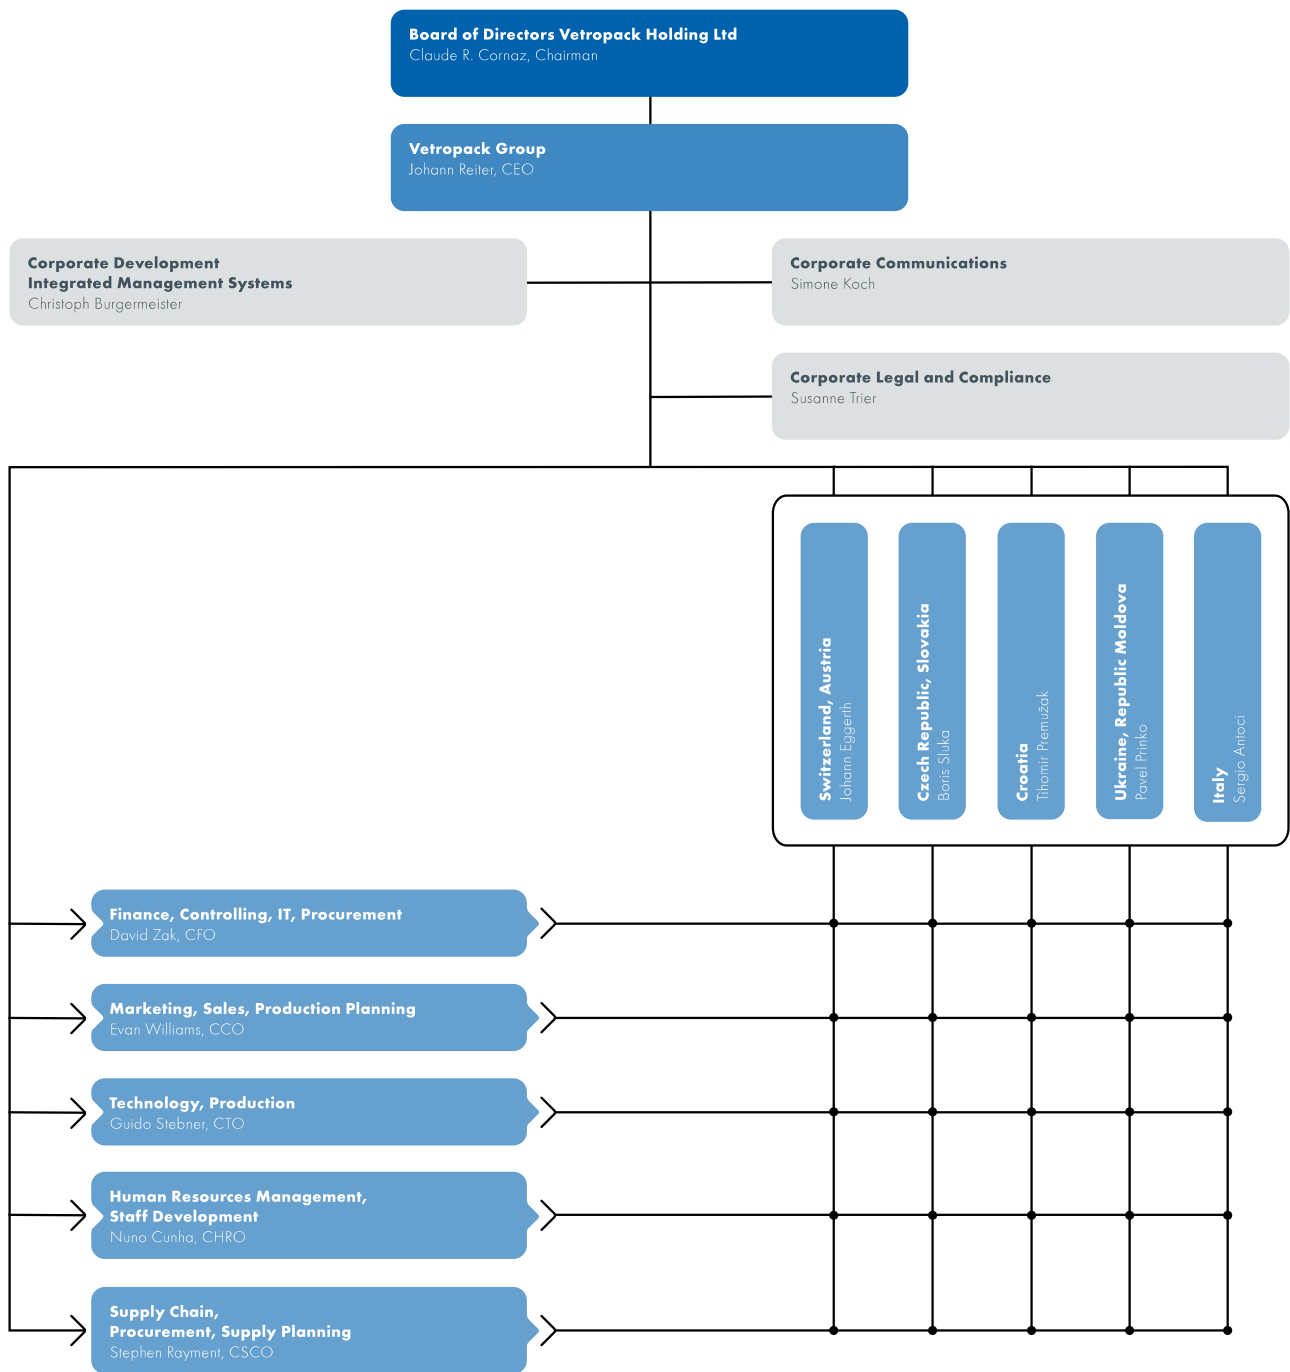 Board of Directors Vetropack Holding Ltd
Claude R. Cornaz, Chairman
Vetropack Group
Johann Reiter, CEO
Corporate Development
Integrated Management Systems
Christoph Burgermeister
Corporate Communications
Simone Koch
Corporate Legal and Compliance
Susanne Trier
Switzerland, Austria
Johann Eggerth
Czech Republic, Slovakia
Boris Sluka
Croatia
Tihomir Premužak
Ukraine, Republic Moldova
Pavel Prinko
Italy
Sergio Antoci
Finance, Controlling, IT, Procurement
David Zak, CFO
Marketing, Sales, Production Planning
Evan Williams, CCO
Technology, Production
Guido Stebner, CTO
Human Resources Management,
Staff Development
Nuno Cunha, CHRO
Supply Chain,
Procurement, Supply Planning
Stephen Rayment, CSCO